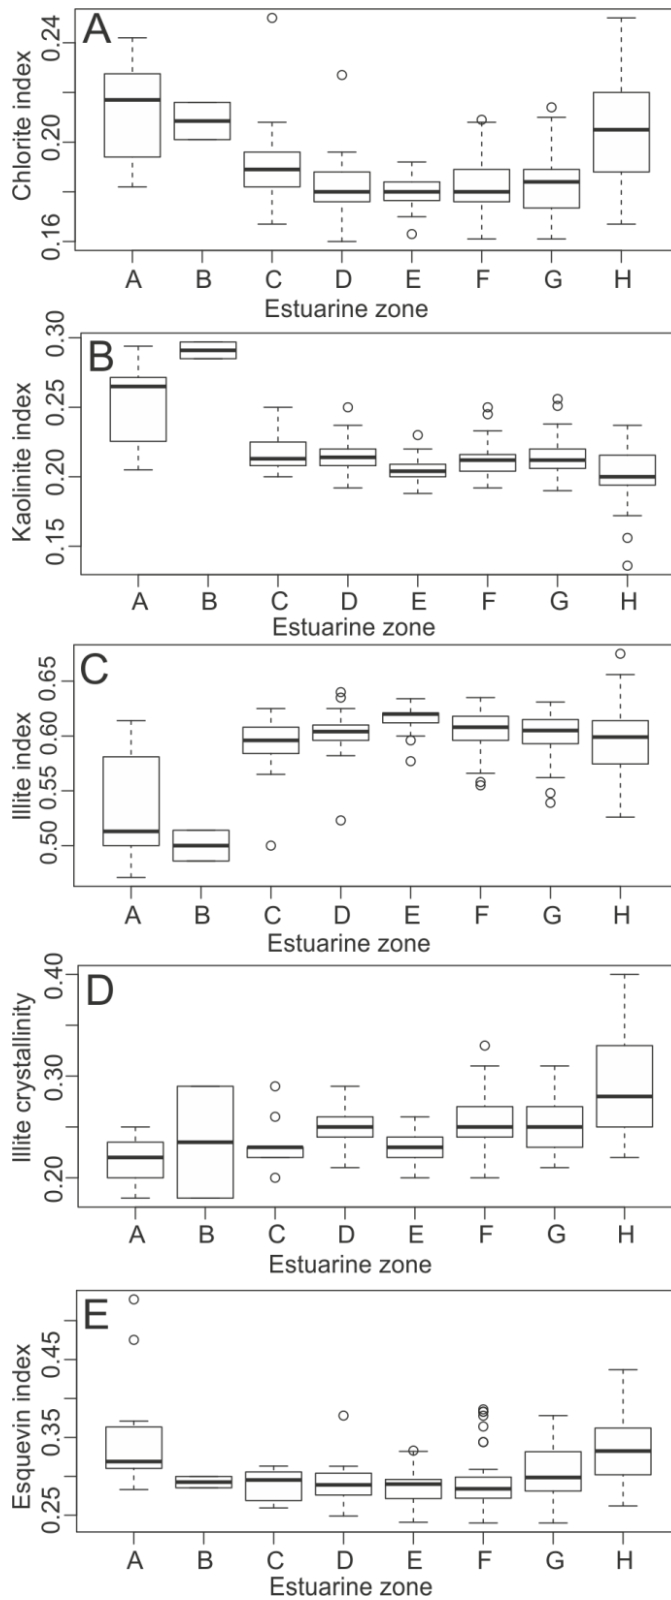 A
Chlorite index
0.24
0.20
0.16
A B C D E F G H
Estuarine zone
B
Kaolinite index
0.30
0.25
0.20
0.15
A B C D E F G H
Estuarine zone
C
Illite index
0.65
0.60
0.55
0.50
A B C D E F G H
Estuarine zone
D
Illite crystallinity
0.40
0.30
0.20
A B C D E F G H
Estuarine zone
E
Esquevin index
0.45
0.35
0.25
A B C D E F G H
Estuarine zone